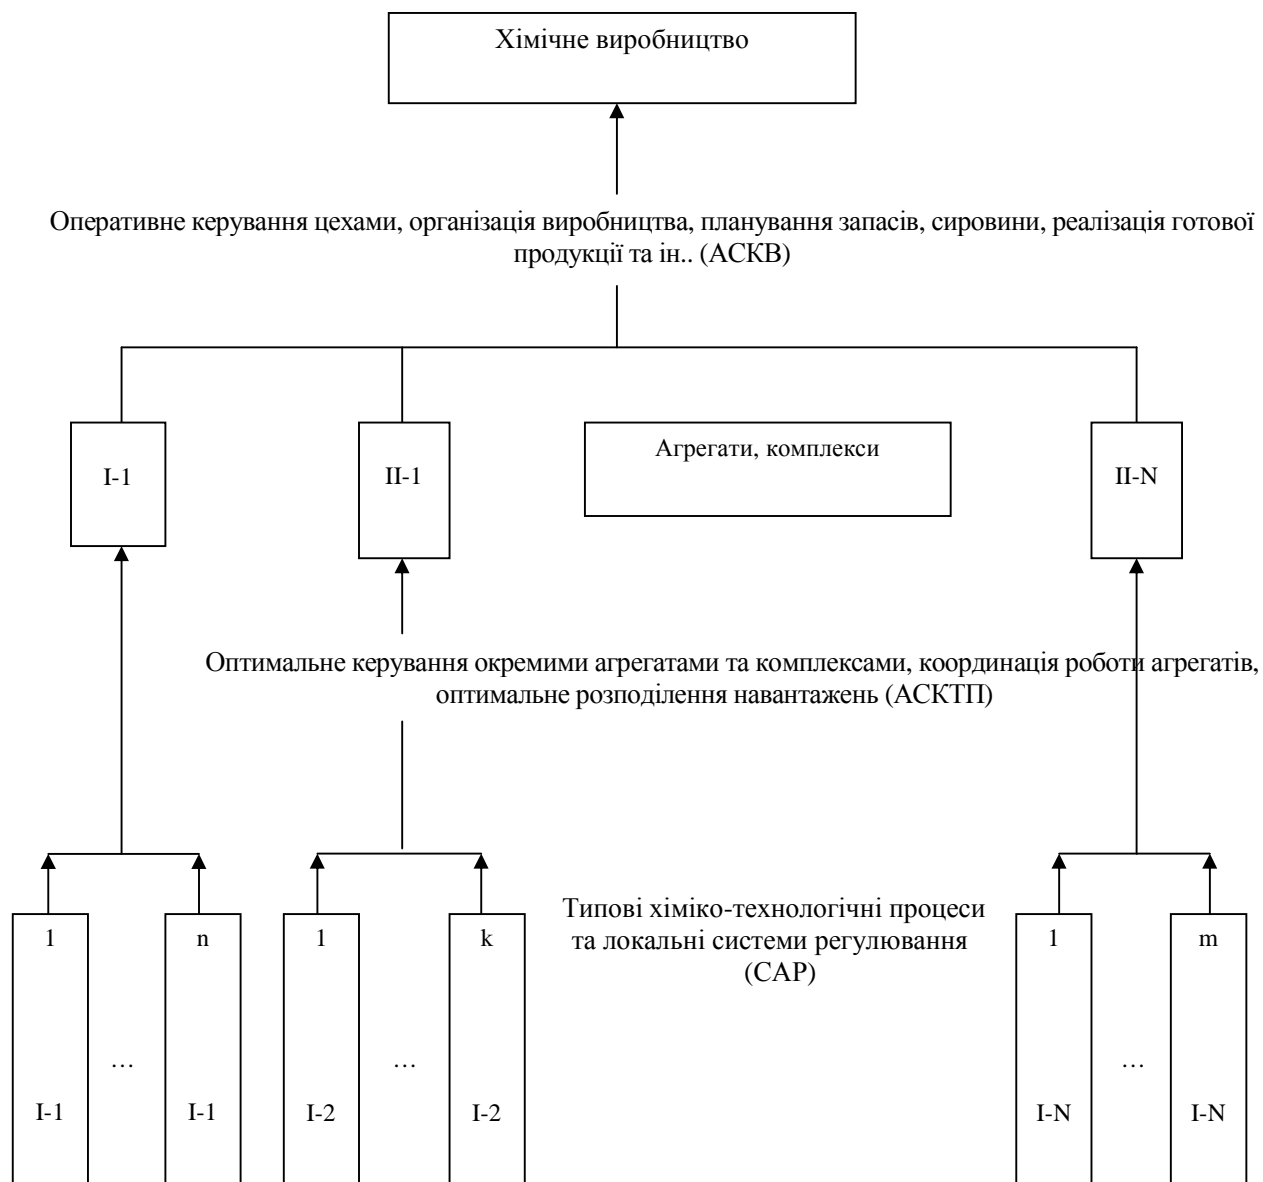 Хімічне виробництво
Оперативне керування цехами, організація виробництва, планування запасів, сировини, реалізація готової
продукції та ін.. (АСКВ)
I-1
II-1
Агрегати, комплекси
II-N
Оптимальне керування окремими агрегатами та комплексами, координація роботи агрегатів,
оптимальне розподілення навантажень (АСКТП)
1
n
1
k
Типові хіміко-технологічні процеси
та локальні системи регулювання
(САР)
1
m
...
...
...
I-1
I-1
I-2
I-2
I-N
I-N